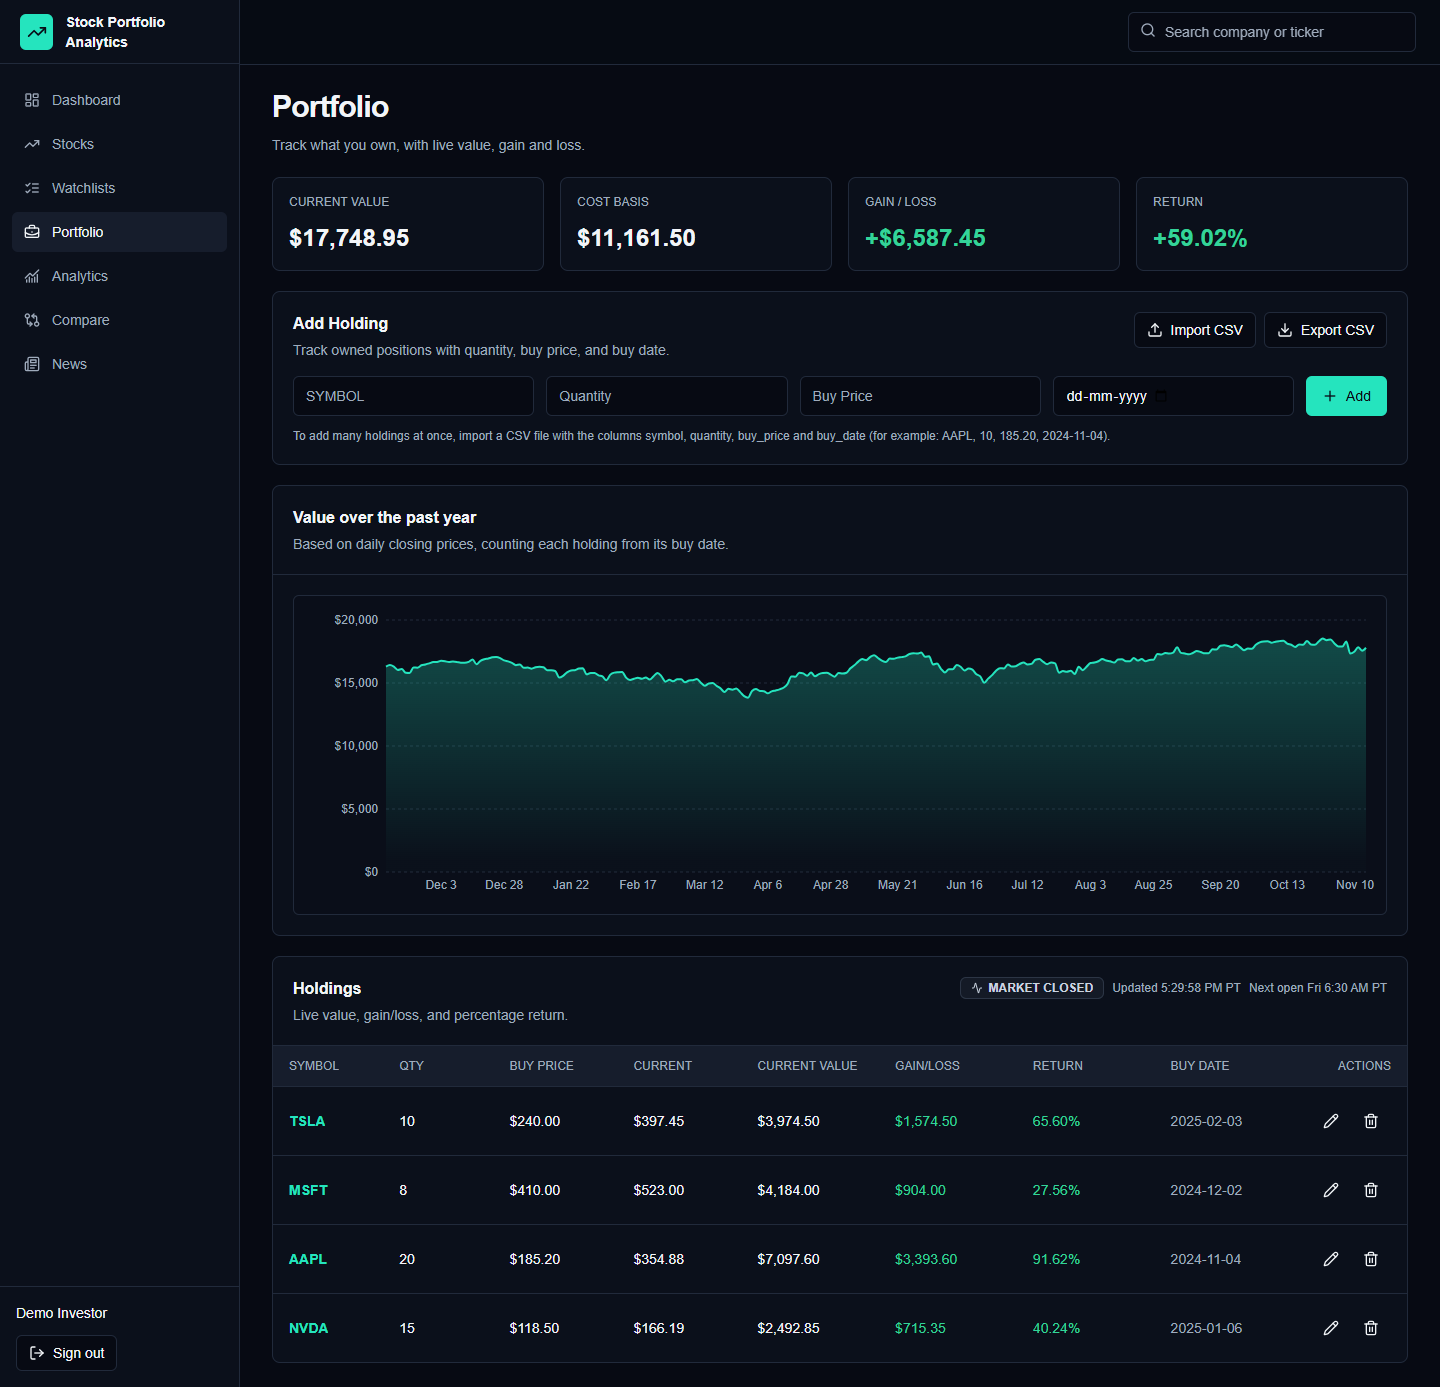 Stock Portfolio
Analytics
Search company or ticker
Dashboard
Stocks
Watchlists
Portfolio
Analytics
Compare
News
Demo Investor
Sign out
Portfolio
Track what you own, with live value, gain and loss.
CURRENT VALUE
$17,748.95
COST BASIS
$11,161.50
GAIN / LOSS
+$6,587.45
RETURN
+59.02%
Add Holding
Track owned positions with quantity, buy price, and buy date.
Import CSV
Export CSV
SYMBOL
Quantity
Buy Price
dd-mm-yyyy
Add
To add many holdings at once, import a CSV file with the columns symbol, quantity, buy_price and buy_date (for example: AAPL, 10, 185.20, 2024-11-04).
Value over the past year
Based on daily closing prices, counting each holding from its buy date.
$20,000
$15,000
$10,000
$5,000
$0
Dec 3 Dec 28 Jan 22 Feb 17 Mar 12 Apr 6 Apr 28 May 21 Jun 16 Jul 12 Aug 3 Aug 25 Sep 20 Oct 13 Nov 10
Holdings
MARKET CLOSED Updated 5:29:58 PM PT Next open Fri 6:30 AM PT
Live value, gain/loss, and percentage return.
SYMBOL QTY BUY PRICE CURRENT CURRENT VALUE GAIN/LOSS RETURN BUY DATE ACTIONS
TSLA 10 $240.00 $397.45 $3,974.50 $1,574.50 65.60% 2025-02-03
MSFT 8 $410.00 $523.00 $4,184.00 $904.00 27.56% 2024-12-02
AAPL 20 $185.20 $354.88 $7,097.60 $3,393.60 91.62% 2024-11-04
NVDA 15 $118.50 $166.19 $2,492.85 $715.35 40.24% 2025-01-06